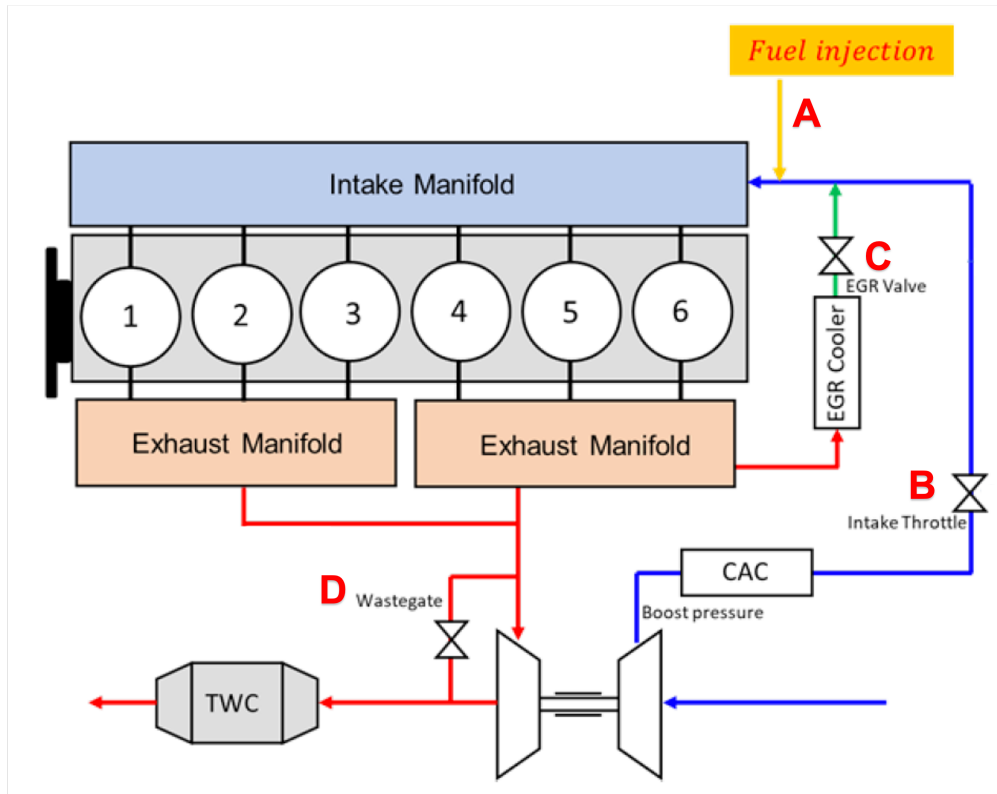 Fuel injection
A
Intake Manifold
C
EGR Valve
1 2 3 4 5 6
EGR Cooler
Exhaust Manifold
Exhaust Manifold
B
Intake Throttle
CAC
D
Wastegate
Boost pressure
TWC